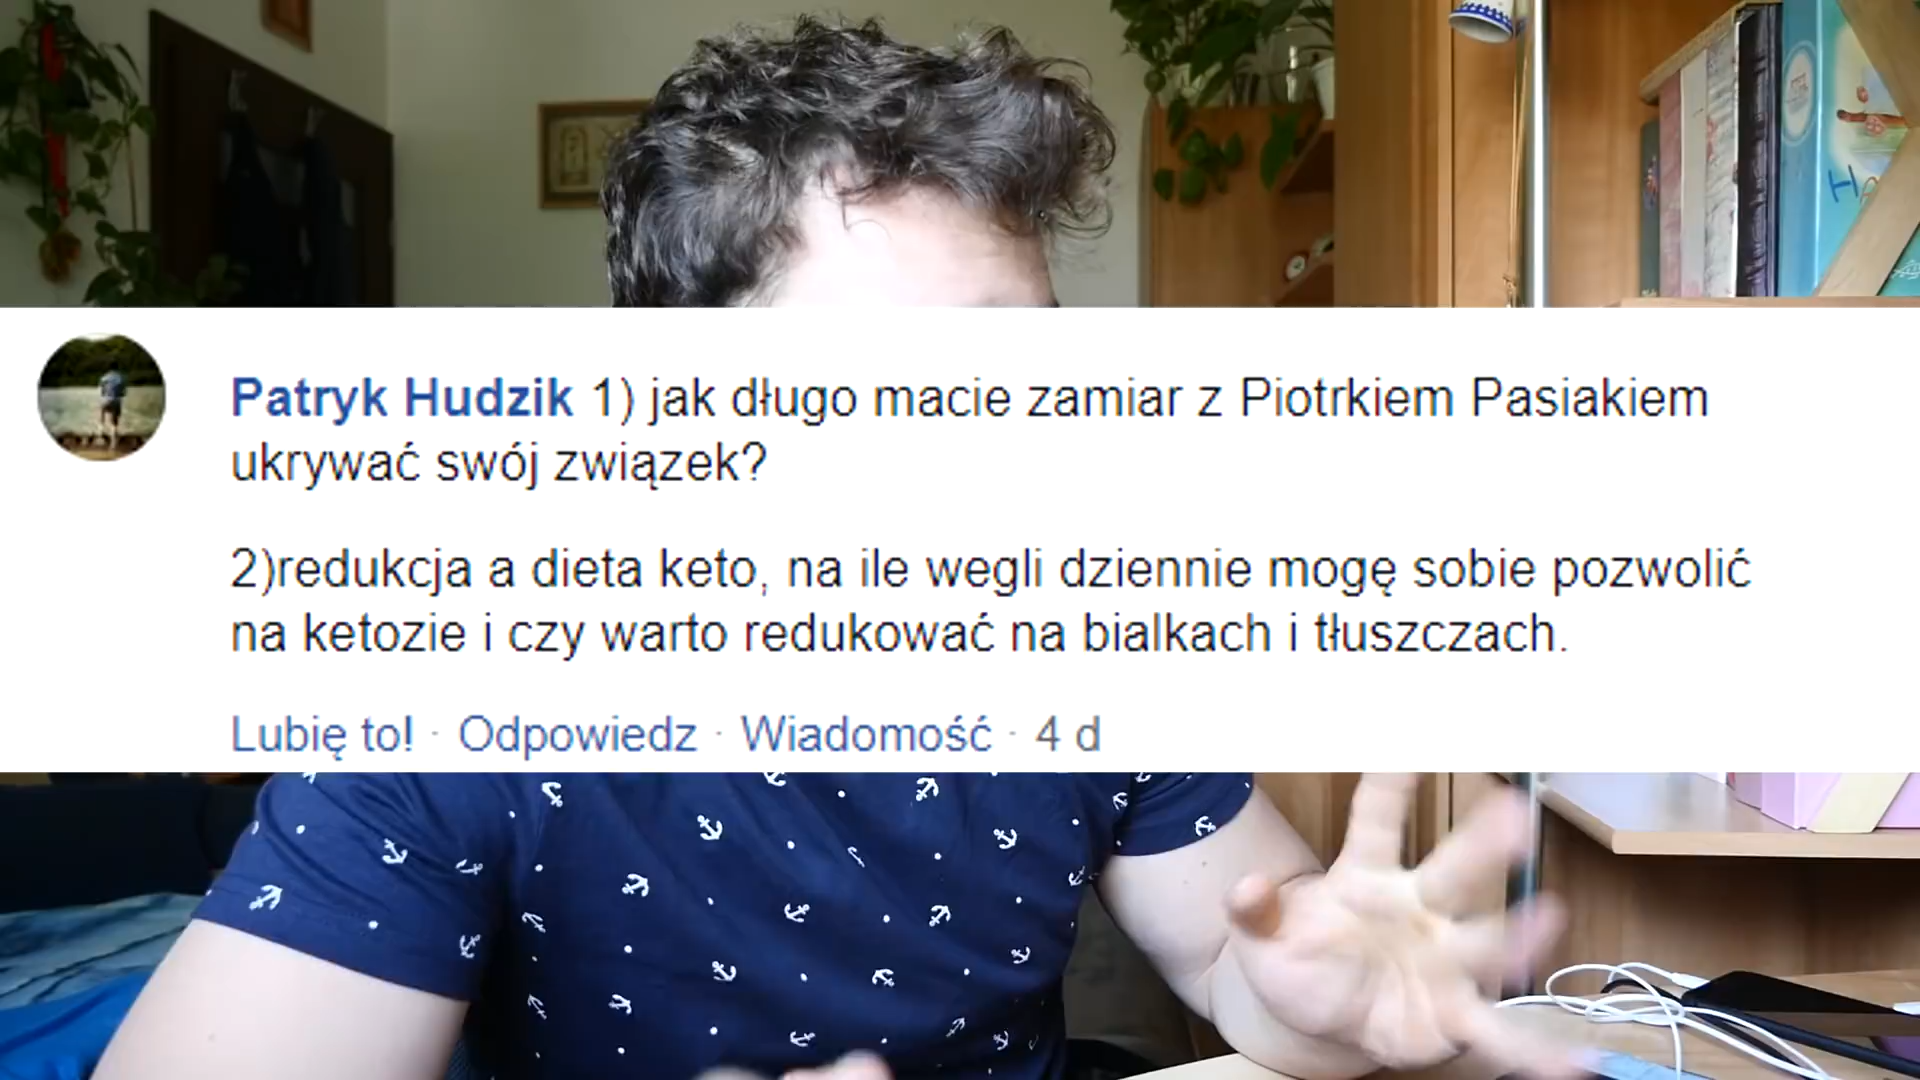 Patryk Hudzik 1) jak długo macie zamiar z Piotrkiem Pasiakiem
ukrywać swój związek?
2)redukcja a dieta keto, na ile wegli dziennie mogę sobie pozwolić
na ketozie i czy warto redukować na bialkach i tłuszczach.
Lubię to! · Odpowiedz · Wiadomość · 4 d